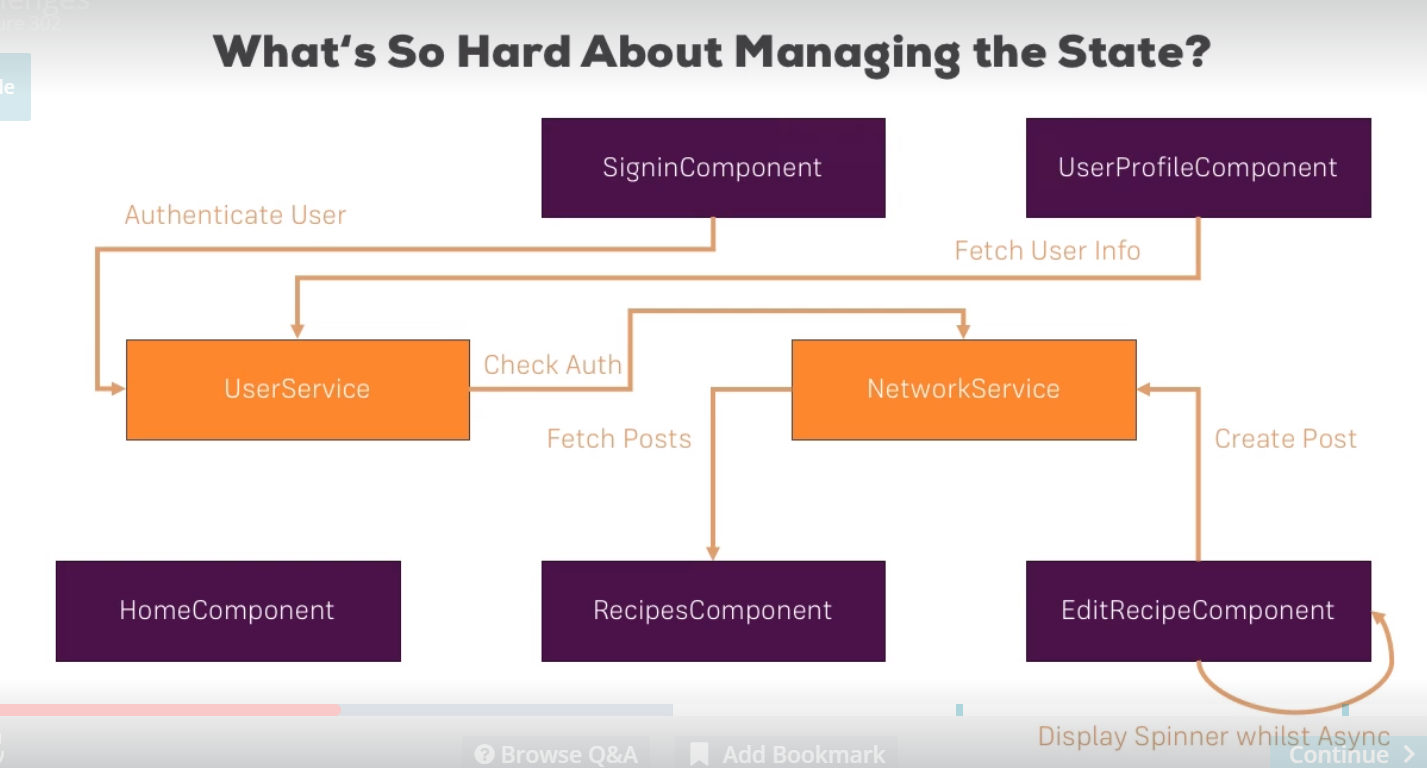 What‘s So Hard About Managing the State?
SigninComponent
UserProfileComponent
Authenticate User
Fetch User Info
Check Auth
UserService
NetworkService
Fetch Posts
Create Post
HomeComponent
RecipesComponent
EditRecipeComponent
Display Spinner whilst Async
Browse Q&A
Add Bookmark
Continue